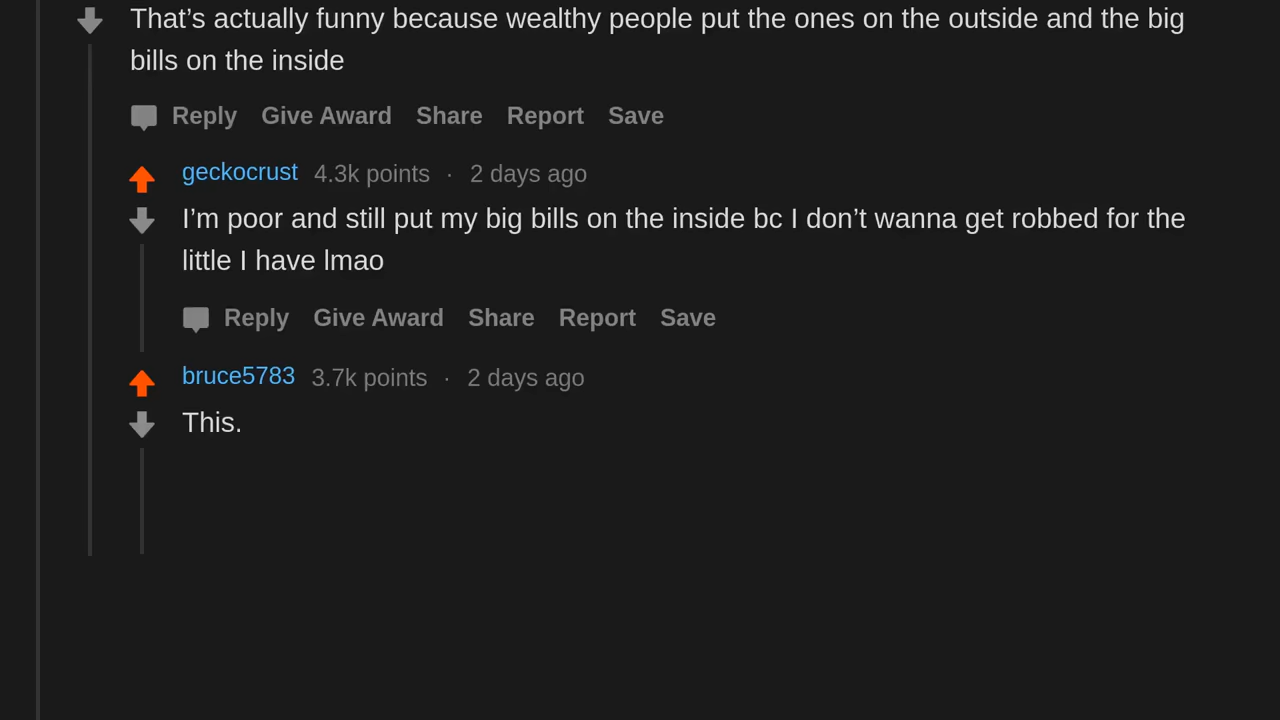 That’s actually funny because wealthy people put the ones on the outside and the big
bills on the inside
Reply Give Award Share Report Save
geckocrust 4.3k points · 2 days ago
I’m poor and still put my big bills on the inside bc I don’t wanna get robbed for the
little I have lmao
Reply Give Award Share Report Save
bruce5783 3.7k points · 2 days ago
This.